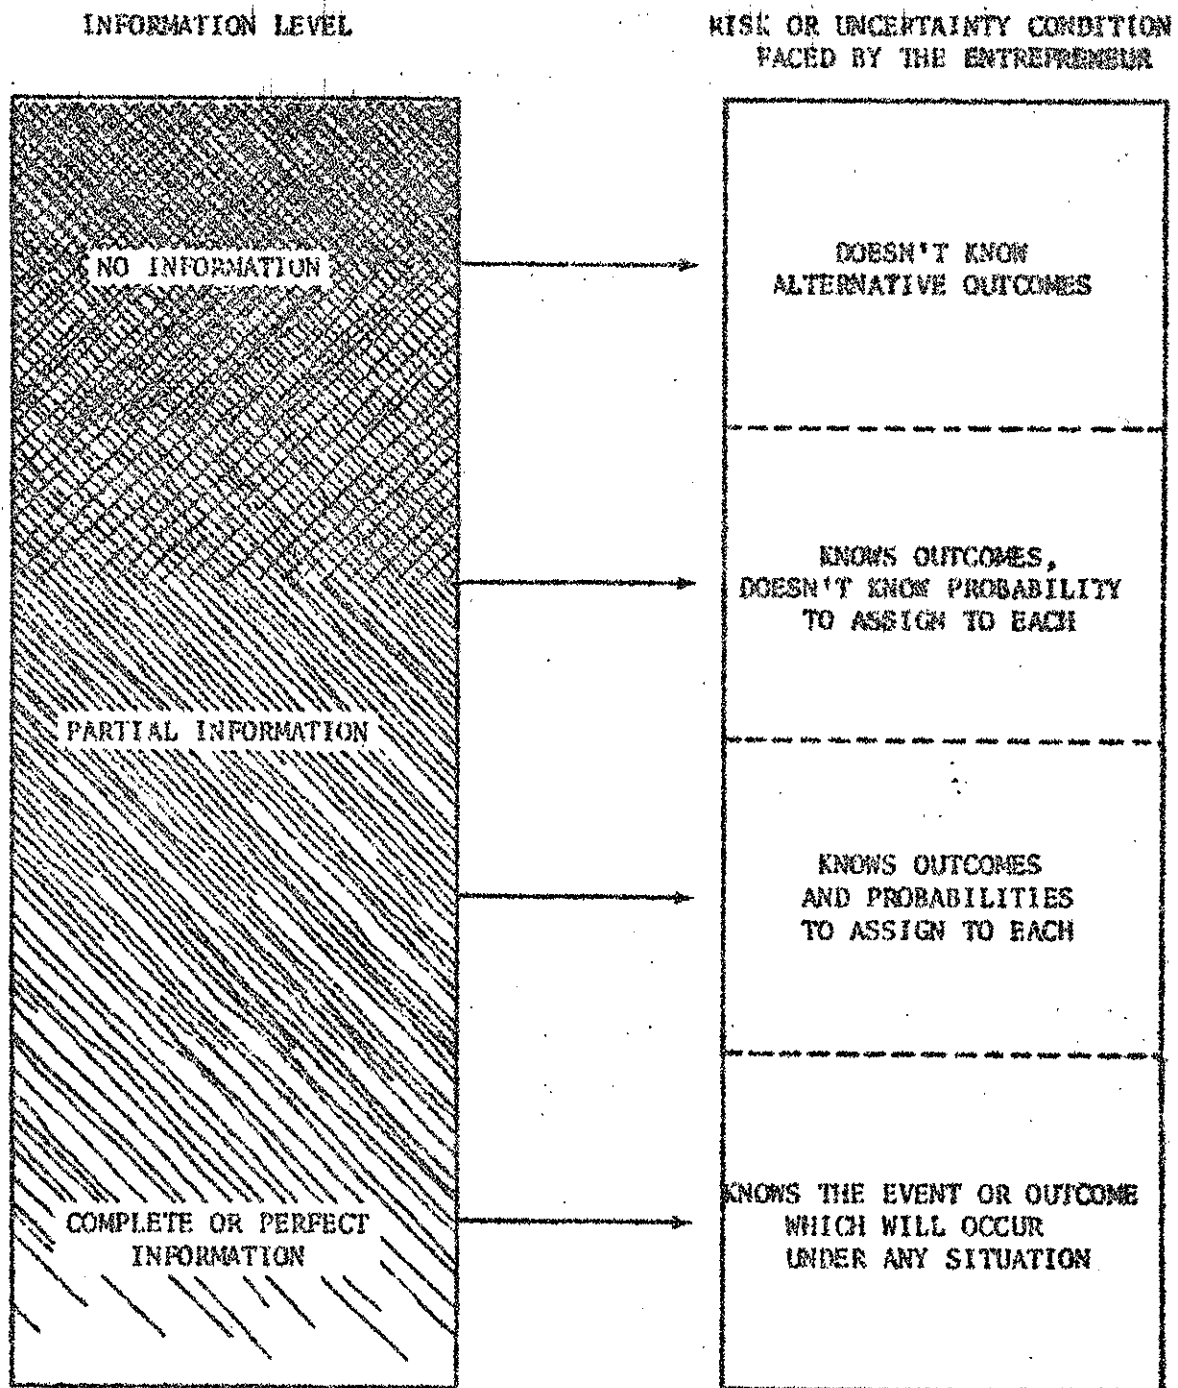 INFORMATION LEVEL
RISK OR UNCERTAINTY CONDITION
FACED BY THE ENTREPRENEUR
NO INFORMATION
DOESN'T KNOW
ALTERNATIVE OUTCOMES
KNOWS OUTCOMES,
DOESN'T KNOW PROBABILITY
TO ASSIGN TO EACH
PARTIAL INFORMATION
KNOWS OUTCOMES
AND PROBABILITIES
TO ASSIGN TO EACH
COMPLETE OR PERFECT
INFORMATION
KNOWS THE EVENT OR OUTCOME
WHICH WILL OCCUR
UNDER ANY SITUATION